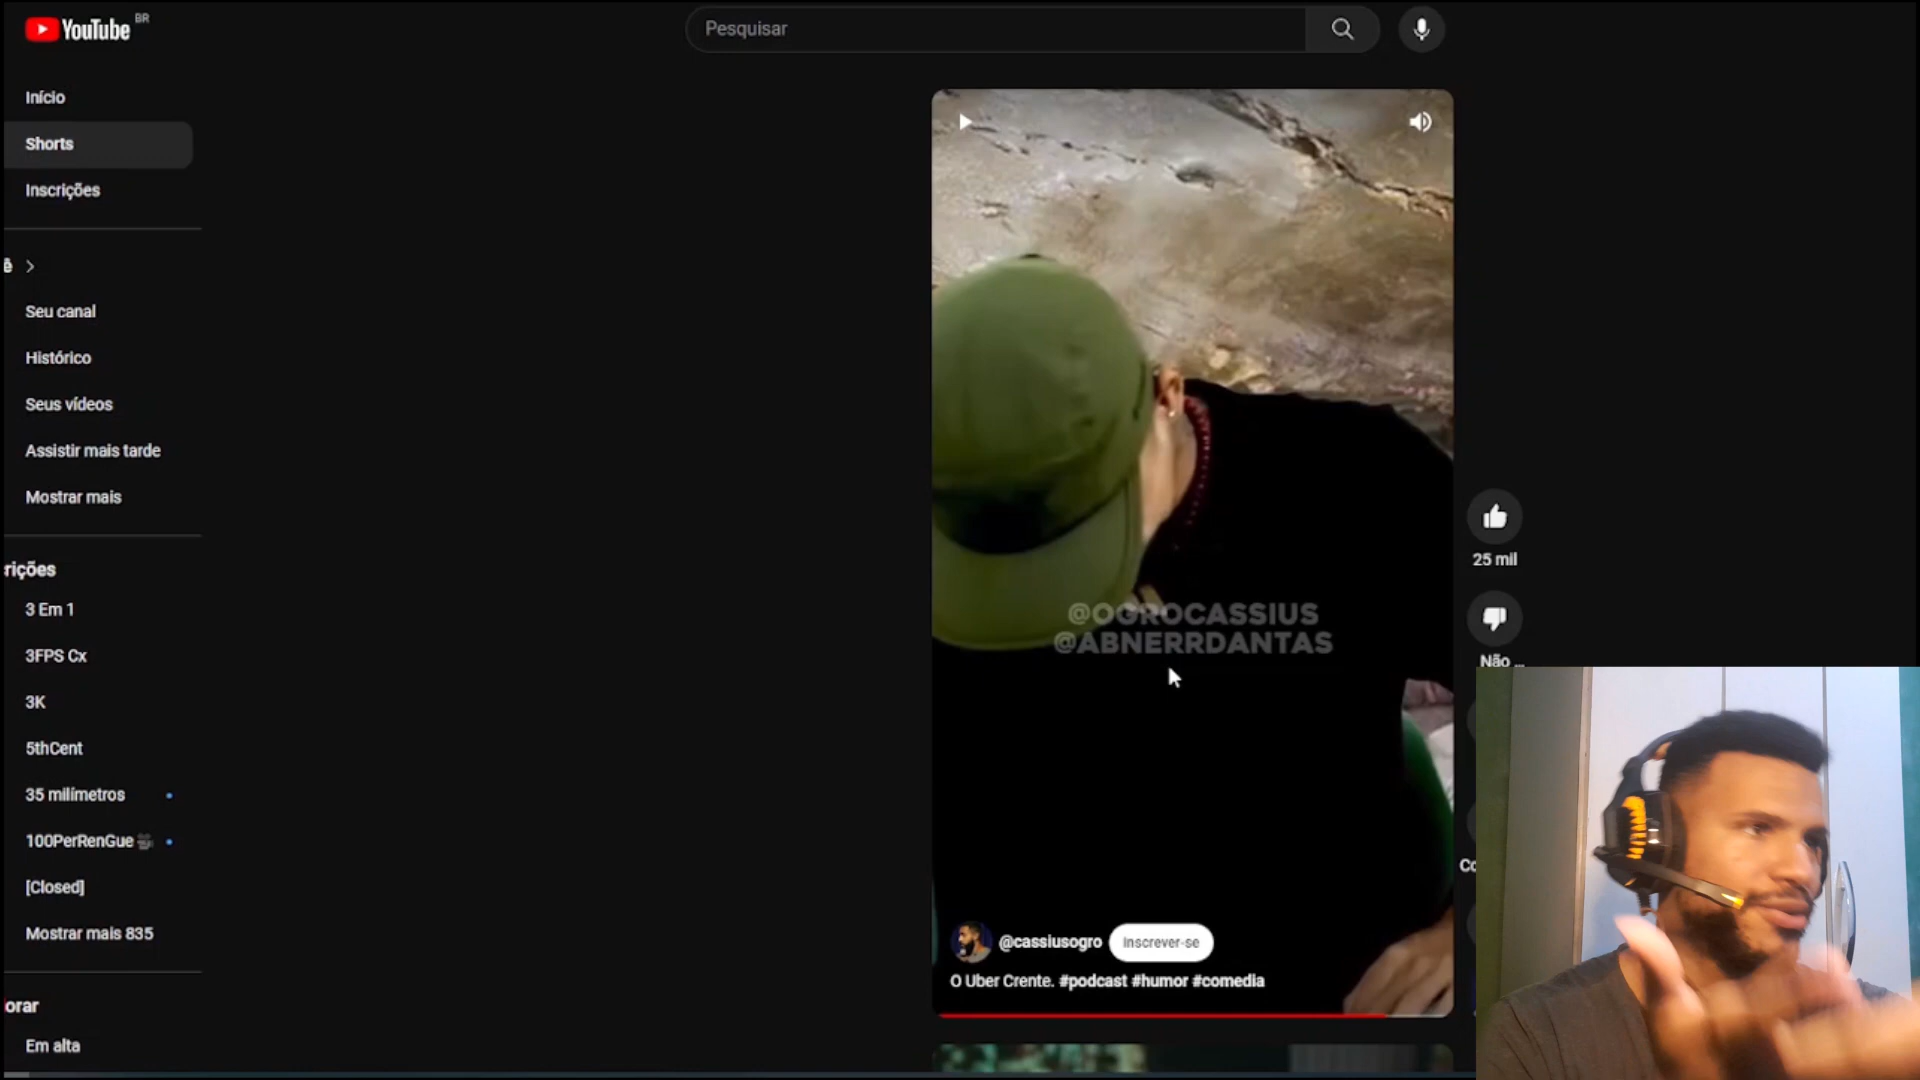 YouTube BR
Pesquisar
Início
Shorts
Inscrições
ê
Seu canal
Histórico
Seus vídeos
Assistir mais tarde
Mostrar mais
rições
3 Em 1
3FPS Cx
3K
5thCent
35 milímetros
100PerRenGue
[Closed]
Mostrar mais 835
orar
Em alta
@OGROCASSIUS
@ABNERRDANTAS
@cassiusogro
Inscrever-se
O Uber Crente. #podcast #humor #comedia
25 mil
Não ...
Co